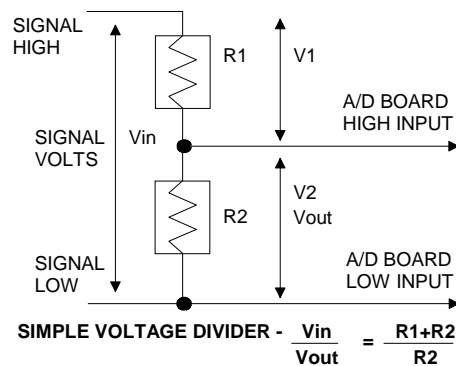 SIGNAL
HIGH
R1
V1
A/D BOARD
HIGH INPUT
SIGNAL
VOLTS
Vin
V2
Vout
R2
SIGNAL
LOW
A/D BOARD
LOW INPUT
SIMPLE VOLTAGE DIVIDER - Vin = R1+R2
Vout R2